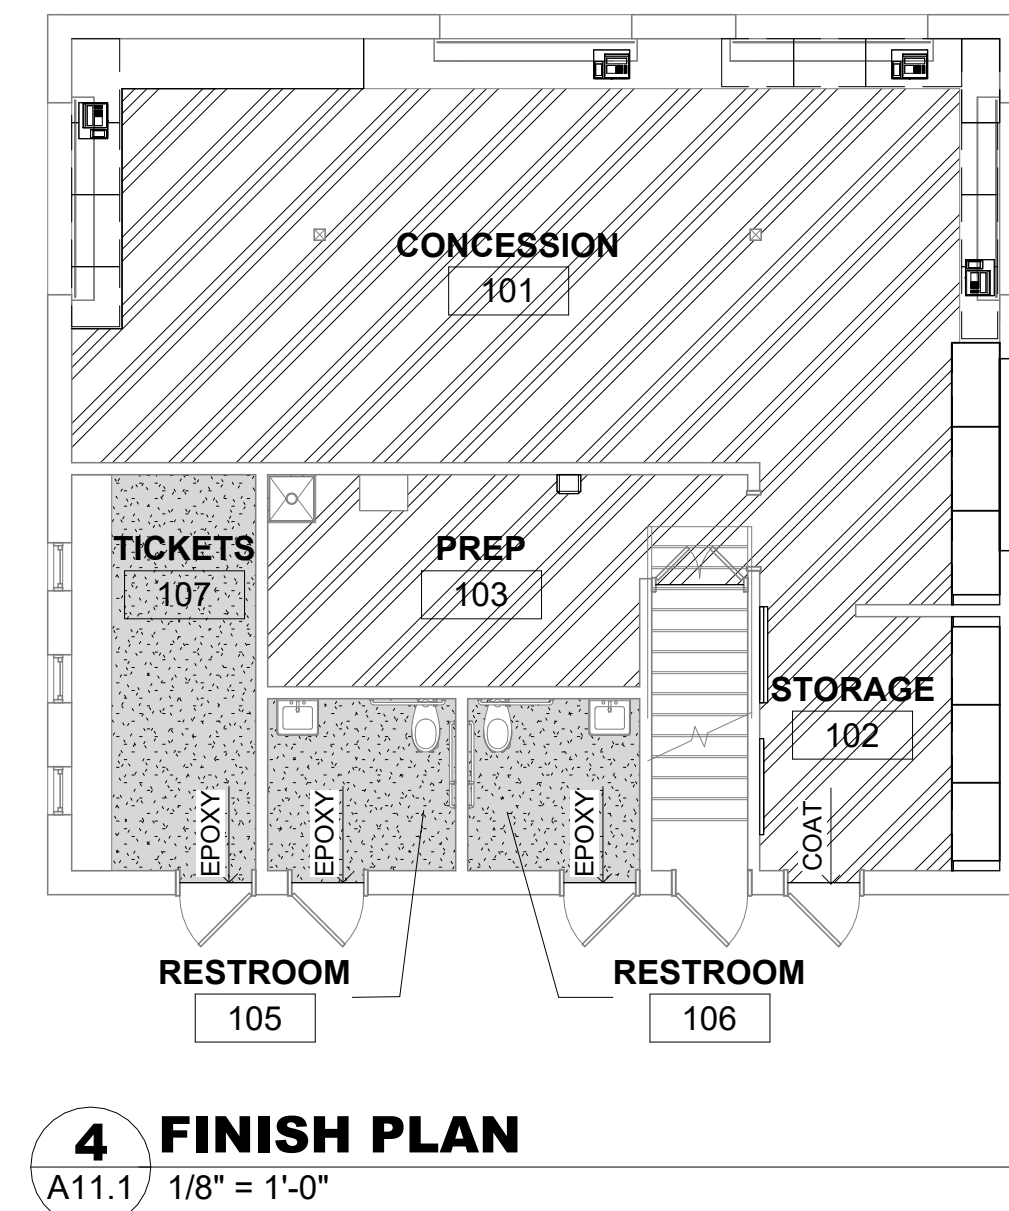 CONCESSION
101
TICKETS
107
PREP
103
STORAGE
102
EPOXY
EPOXY
EPOXY
COAT
RESTROOM
105
RESTROOM
106
4
FINISH PLAN
A11.1
1/8" = 1'-0"